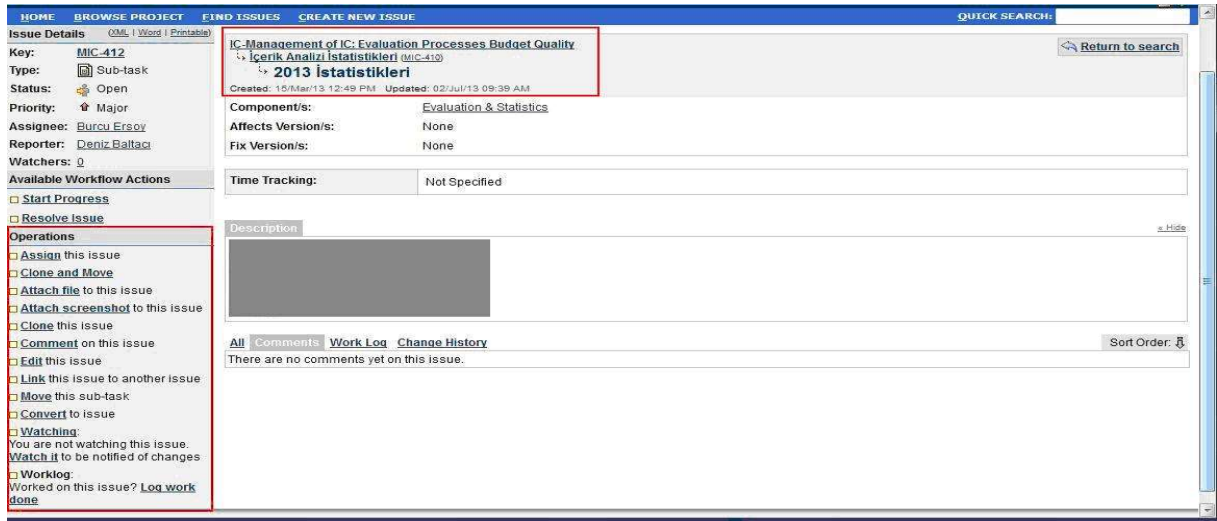 HOME BROWSE PROJECT FIND ISSUES CREATE NEW ISSUE QUICK SEARCH:
Issue Details (XML | Word | Printable)
Key: MIC-412
Type: Sub-task
Status: Open
Priority: Major
Assignee: Burcu Ersoy
Reporter: Deniz Baltacı
Watchers: 0
Available Workflow Actions
Start Progress
Resolve Issue
Operations
Assign this issue
Clone and Move
Attach file to this issue
Attach screenshot to this issue
Clone this issue
Comment on this issue
Edit this issue
Link this issue to another issue
Move this sub-task
Convert to issue
Watching:
You are not watching this issue.
Watch it to be notified of changes
Worklog:
Worked on this issue? Log work
done
IC-Management of IC: Evaluation Processes Budget Quality
İçerik Analizi İstatistikleri (MIC-410)
2013 İstatistikleri
Created: 15/Mar/13 12:49 PM Updated: 02/Jul/13 09:39 AM
Return to search
Component/s: Evaluation & Statistics
Affects Version/s: None
Fix Version/s: None
Time Tracking: Not Specified
Description
« Hide
All Comments Work Log Change History Sort Order:
There are no comments yet on this issue.